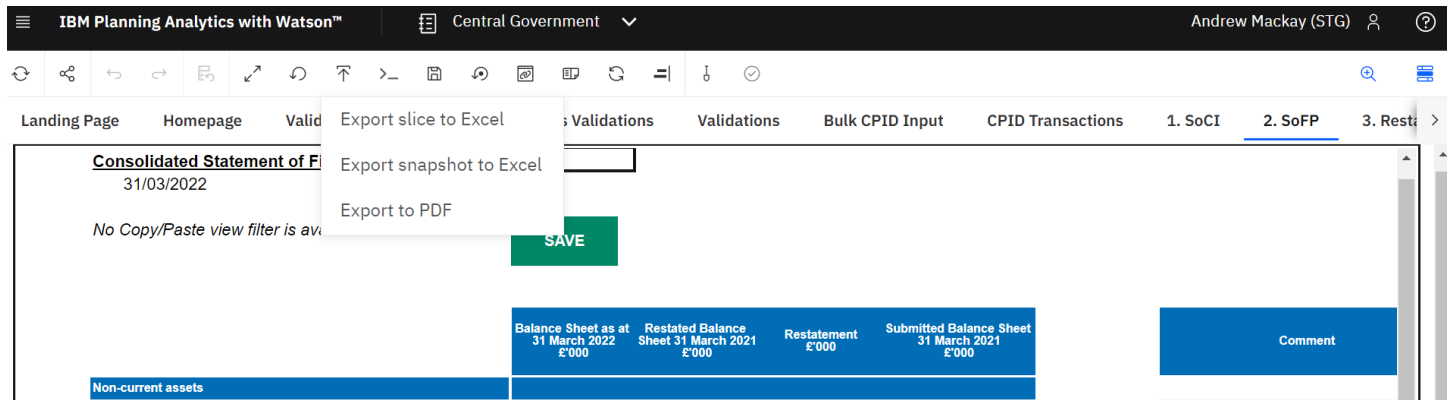 IBM Planning Analytics with Watson™
Central Government
Andrew Mackay (STG)
Landing Page
Homepage
Valid
Export slice to Excel
s Validations
Validations
Bulk CPID Input
CPID Transactions
1. SoCI
2. SoFP
3. Resta
Export snapshot to Excel
Export to PDF
Consolidated Statement of Fi
31/03/2022
No Copy/Paste view filter is ava
SAVE
Balance Sheet as at
31 March 2022
£'000
Restated Balance
Sheet 31 March 2021
£'000
Restatement
£'000
Submitted Balance Sheet
31 March 2021
£'000
Comment
Non-current assets